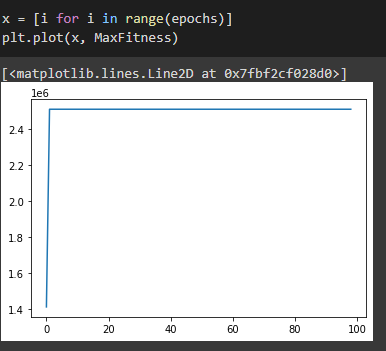 x = [i for i in range(epochs)]
plt.plot(x, MaxFitness)
[<matplotlib.lines.Line2D at 0x7fbf2cf028d0>]
1e6
2.4
2.2
2.0
1.8
1.6
1.4
0 20 40 60 80 100